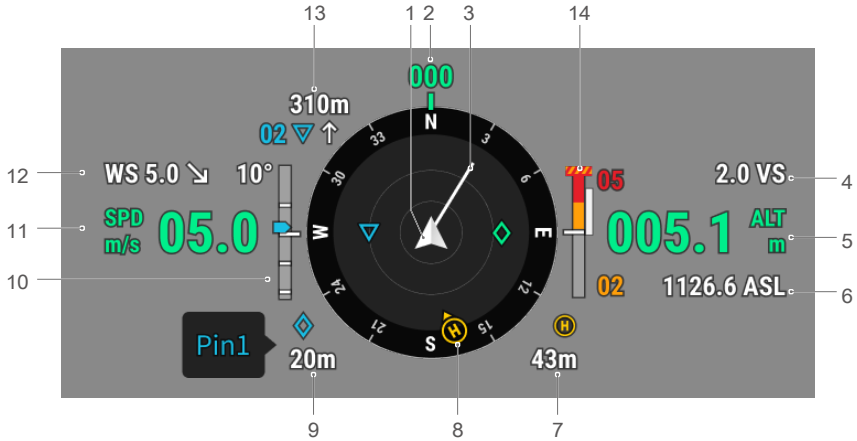 13 1 2 3 14
000
310m
02
N
33 3
12 WS 5.0 10° 30 6 05 2.0 VS 4
11 SPD m/s 05.0 W E 005.1 ALT m 5
10 24 12 02 1126.6 ASL 6
21 15
Pin1 S H H
20m 43m
9 8 7